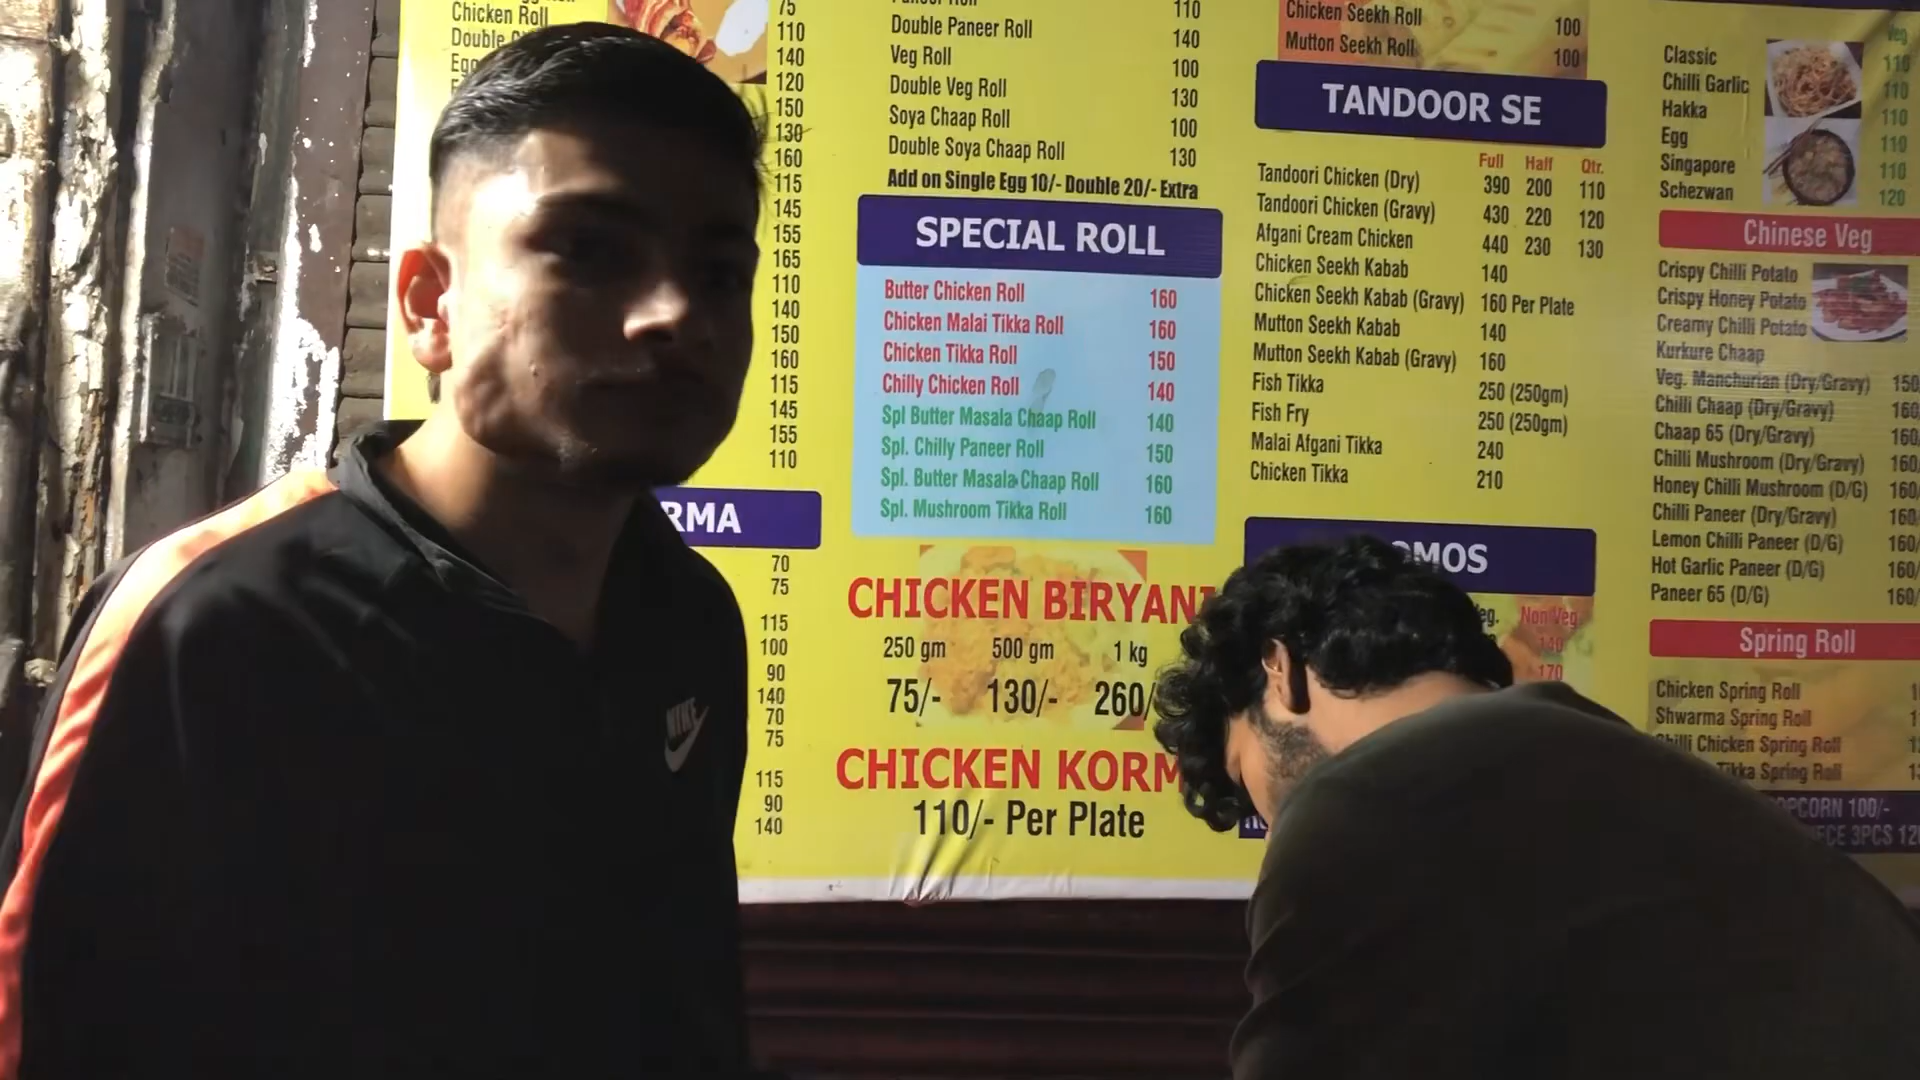 Chicken Roll
Double
75
110
140
120
150
130
160
115
145
155
165
110
140
150
160
115
145
155
110
RMA
70
75
115
100
90
140
70
75
115
90
140
110
Double Paneer Roll 140
Veg Roll 100
Double Veg Roll 130
Soya Chaap Roll 100
Double Soya Chaap Roll 130
Add on Single Egg 10/- Double 20/- Extra
SPECIAL ROLL
Butter Chicken Roll 160
Chicken Malai Tikka Roll 160
Chicken Tikka Roll 150
Chilly Chicken Roll 140
Spl Butter Masala Chaap Roll 140
Spl. Chilly Paneer Roll 150
Spl. Butter Masala Chaap Roll 160
Spl. Mushroom Tikka Roll 160
CHICKEN BIRYANI
250 gm 500 gm 1 kg
75/- 130/- 260/
CHICKEN KORM
110/- Per Plate
Chicken Seekh Roll 100
Mutton Seekh Roll 100
TANDOOR SE
Full Half Qtr.
Tandoori Chicken (Dry) 390 200 110
Tandoori Chicken (Gravy) 430 220 120
Afgani Cream Chicken 440 230 130
Chicken Seekh Kabab 140
Chicken Seekh Kabab (Gravy) 160 Per Plate
Mutton Seekh Kabab 140
Mutton Seekh Kabab (Gravy) 160
Fish Tikka 250 (250gm)
Fish Fry 250 (250gm)
Malai Afgani Tikka 240
Chicken Tikka 210
OMOS
eg. Non Veg
140
170
Veg
Classic 110
Chilli Garlic 110
Hakka 110
Egg 110
Singapore 110
Schezwan 120
Chinese Veg
Crispy Chilli Potato
Crispy Honey Potato
Creamy Chilli Potato
Kurkure Chaap
Veg. Manchurian (Dry/Gravy) 150
Chilli Chaap (Dry/Gravy) 160
Chaap 65 (Dry/Gravy) 160
Chilli Mushroom (Dry/Gravy) 160
Honey Chilli Mushroom (D/G) 160
Chilli Paneer (Dry/Gravy) 160
Lemon Chilli Paneer (D/G) 160/
Hot Garlic Paneer (D/G) 160/
Paneer 65 (D/G) 160/
Spring Roll
Chicken Spring Roll
Shwarma Spring Roll
Chilli Chicken Spring Roll
Tikka Spring Roll
OPCORN 100/-
ECE 3PCS 12
NIKE